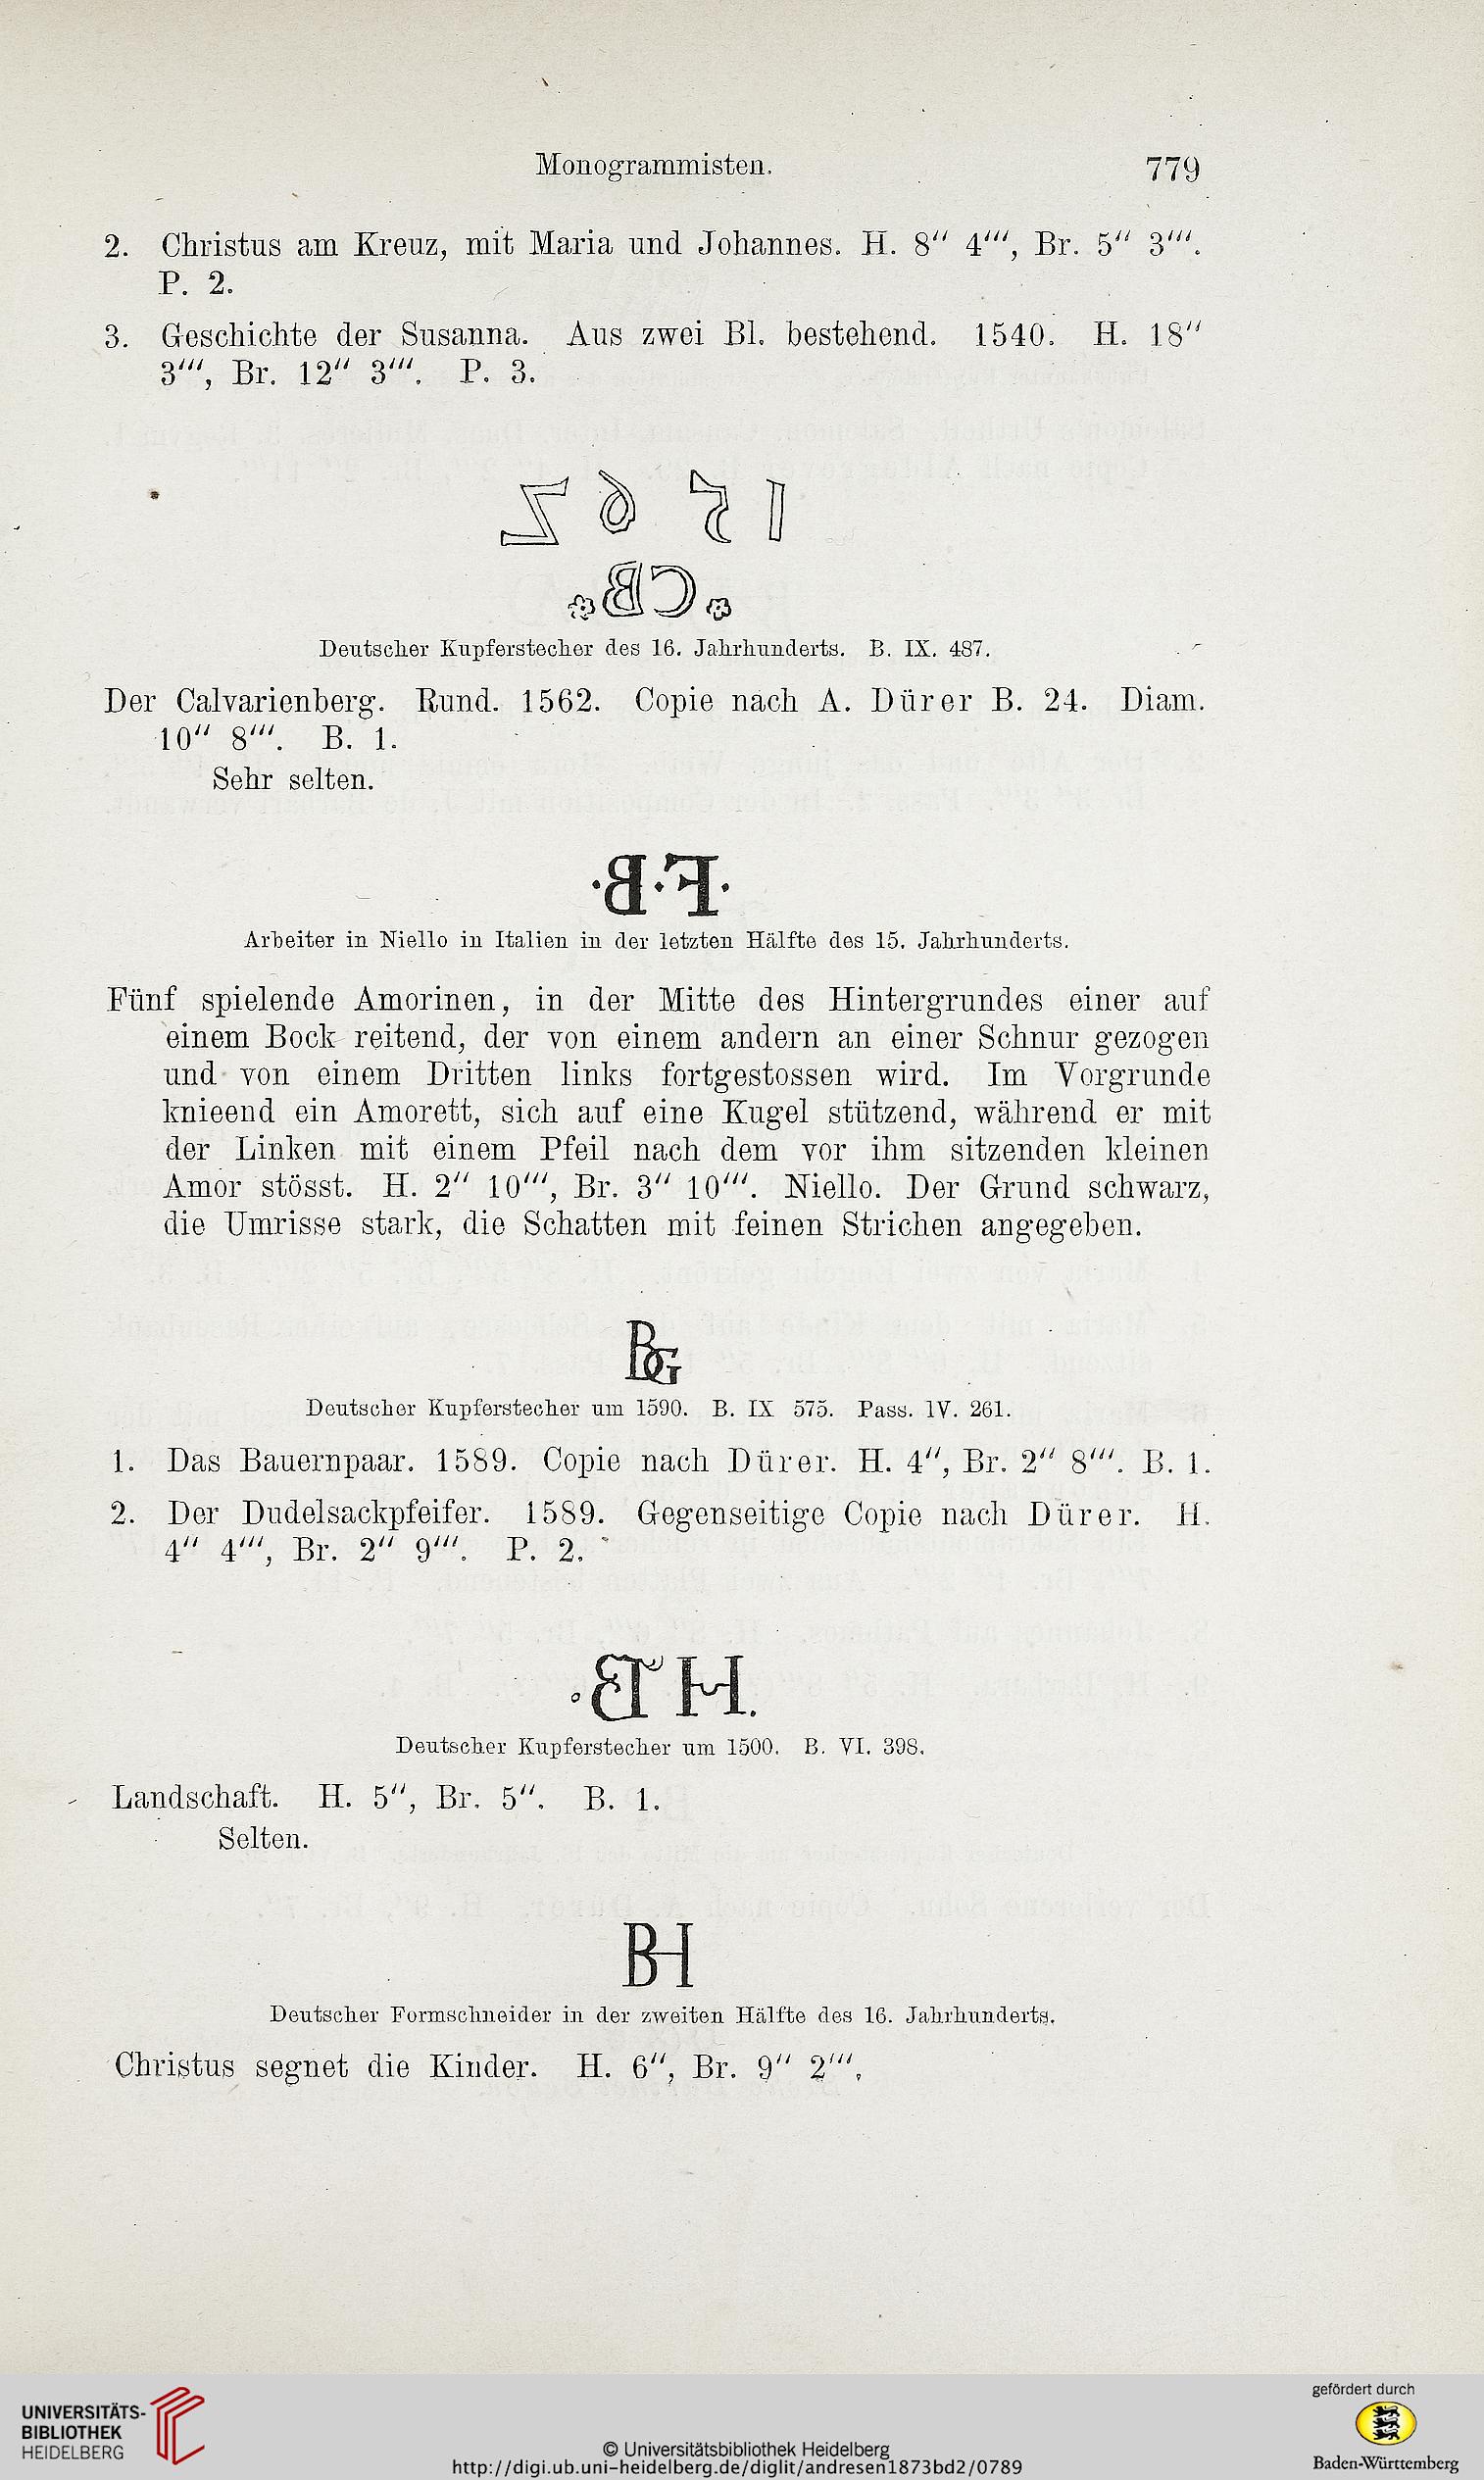 Monogrammisten. 779
2. Christus am Kreuz, mit Maria und Johannes. H. 8″ 4‴, Br. 5″ 3‴.
P. 2.
3. Geschichte der Susanna. Aus zwei Bl. bestehend. 1540. H. 18″
3‴, Br. 12″ 3‴. P. 3.
1562
CB
Deutscher Kupferstecher des 16. Jahrhunderts. B. IX. 487.
Der Calvarienberg. Rund. 1562. Copie nach A. Dürer B. 24. Diam.
10″ 8‴. B. 1.
Sehr selten.
·F·B·
Arbeiter in Niello in Italien in der letzten Hälfte des 15. Jahrhunderts.
Fünf spielende Amorinen, in der Mitte des Hintergrundes einer auf
einem Bock reitend, der von einem andern an einer Schnur gezogen
und von einem Dritten links fortgestossen wird. Im Vorgrunde
knieend ein Amorett, sich auf eine Kugel stützend, während er mit
der Linken mit einem Pfeil nach dem vor ihm sitzenden kleinen
Amor stösst. H. 2″ 10‴, Br. 3″ 10‴. Niello. Der Grund schwarz,
die Umrisse stark, die Schatten mit feinen Strichen angegeben.
BG
Deutscher Kupferstecher um 1590. B. IX 575. Pass. IV. 261.
1. Das Bauernpaar. 1589. Copie nach Dürer. H. 4″, Br. 2″ 8‴. B. 1.
2. Der Dudelsackpfeifer. 1589. Gegenseitige Copie nach Dürer. H.
4″ 4‴, Br. 2″ 9‴. P. 2.
Deutscher Kupferstecher um 1500. B. VI. 398.
Landschaft. H. 5″, Br. 5″. B. 1.
Selten.
BH
Deutscher Formschneider in der zweiten Hälfte des 16. Jahrhunderts.
Christus segnet die Kinder. H. 6″, Br. 9″ 2‴.
UNIVERSITÄTS-
BIBLIOTHEK
HEIDELBERG
© Universitätsbibliothek Heidelberg
http://digi.ub.uni-heidelberg.de/diglit/andresen1873bd2/0789
gefördert durch
Baden-Württemberg